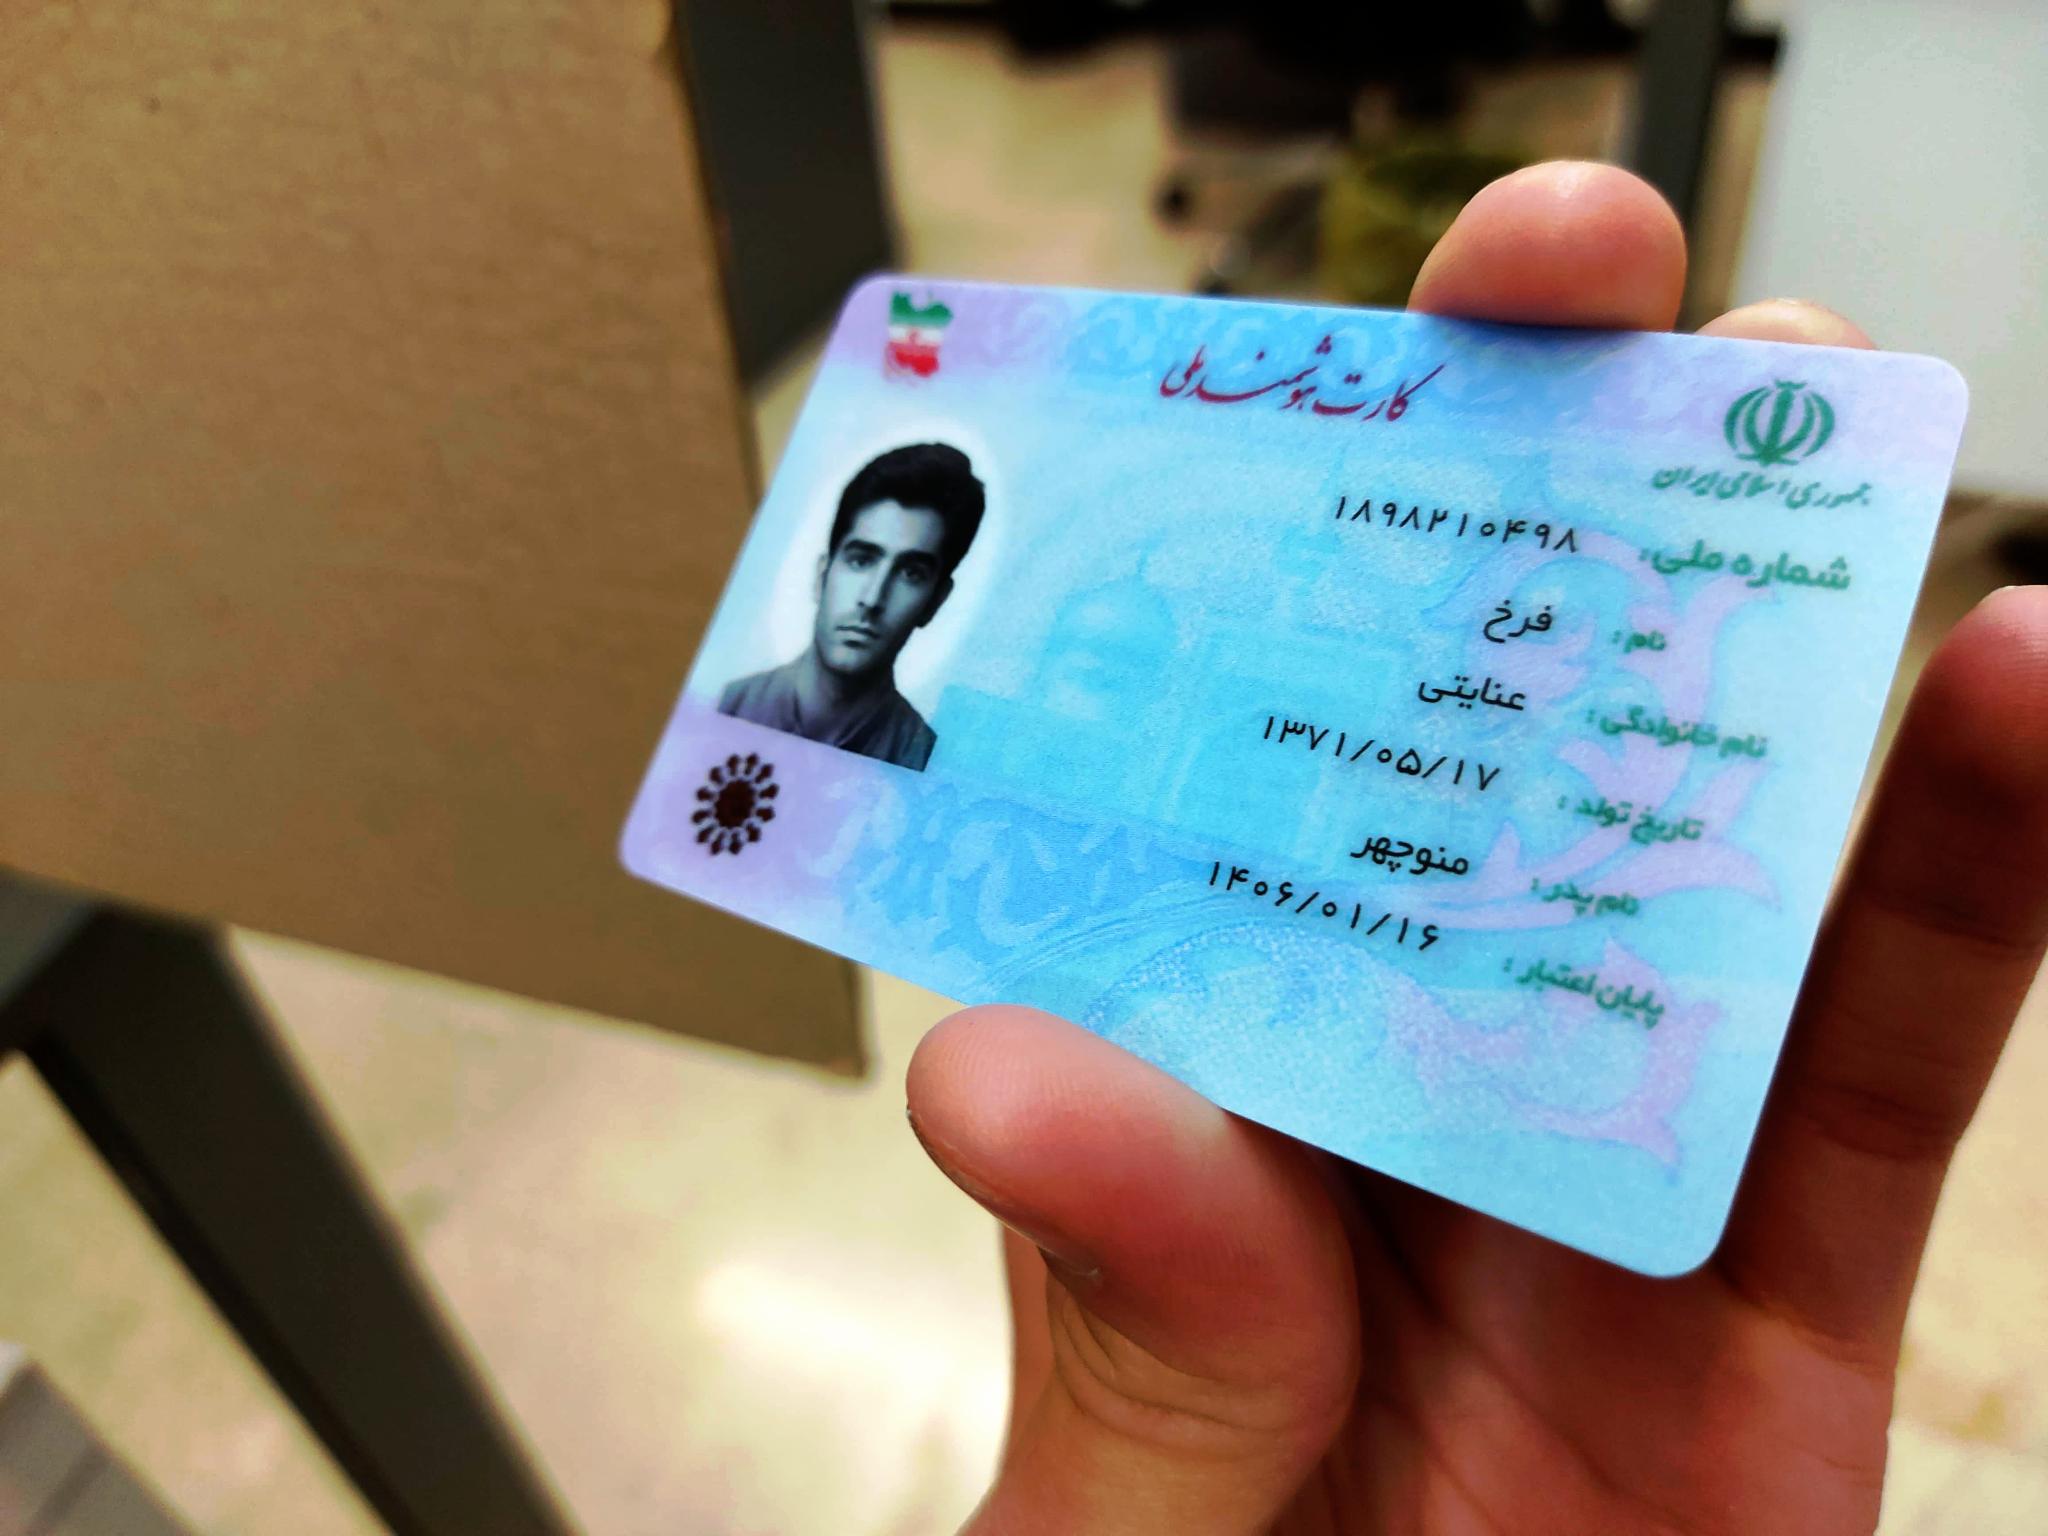 کارت هوشمند ملی
جمهوری اسلامی ایران
شماره ملی: ۱۸۹۸۲۱۰۴۹۸
نام: فرخ
نام خانوادگی: عنایتی
تاریخ تولد: ۱۳۷۱/۰۵/۱۷
نام پدر: منوچهر
پایان اعتبار: ۱۴۰۶/۰۱/۱۶